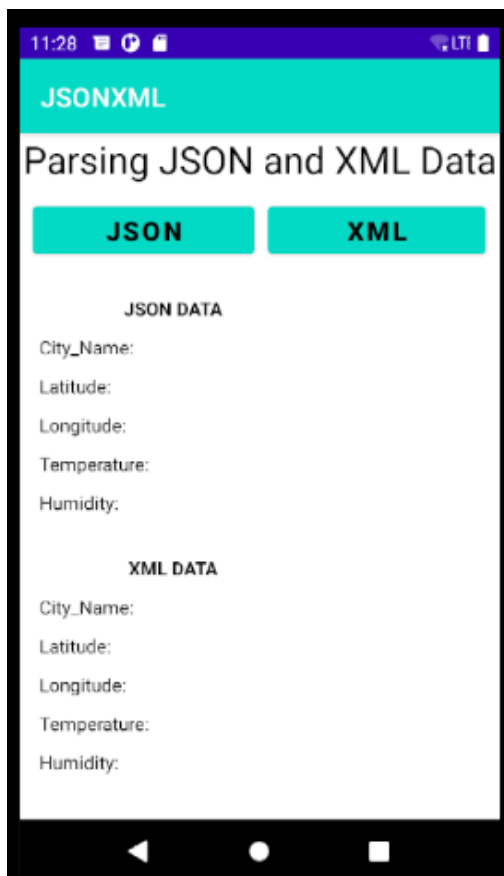 11:28 LTE
JSONXML
Parsing JSON and XML Data
JSON XML
JSON DATA
City_Name:
Latitude:
Longitude:
Temperature:
Humidity:
XML DATA
City_Name:
Latitude:
Longitude:
Temperature:
Humidity: